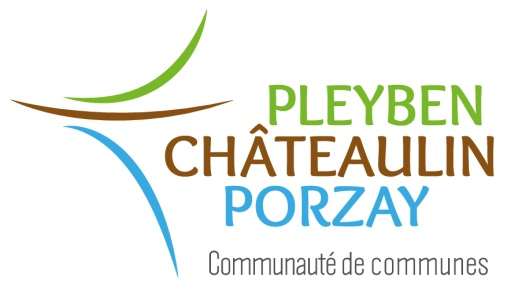 PLEYBEN
CHÂTEAULIN
PORZAY
Communauté de communes